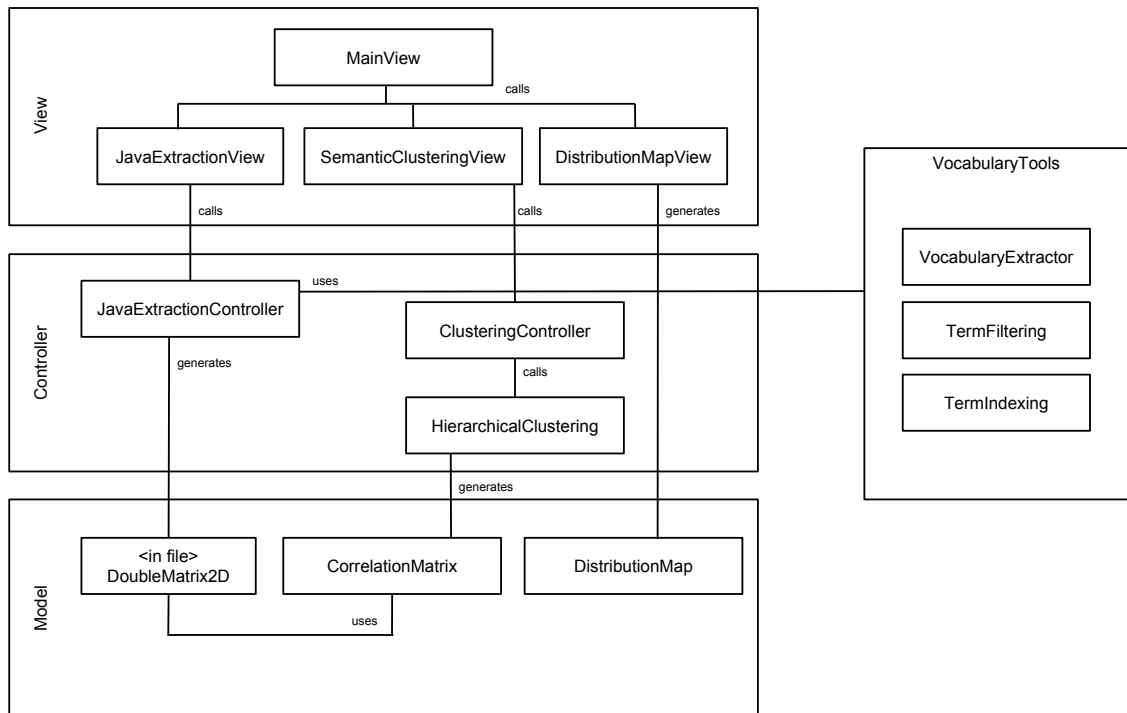 MainView
calls
View
JavaExtractionView
SemanticClusteringView
DistributionMapView
calls
calls
generates
VocabularyTools
VocabularyExtractor
TermFiltering
TermIndexing
uses
Controller
JavaExtractionController
ClusteringController
generates
calls
HierarchicalClustering
generates
Model
<in file>
DoubleMatrix2D
CorrelationMatrix
DistributionMap
uses